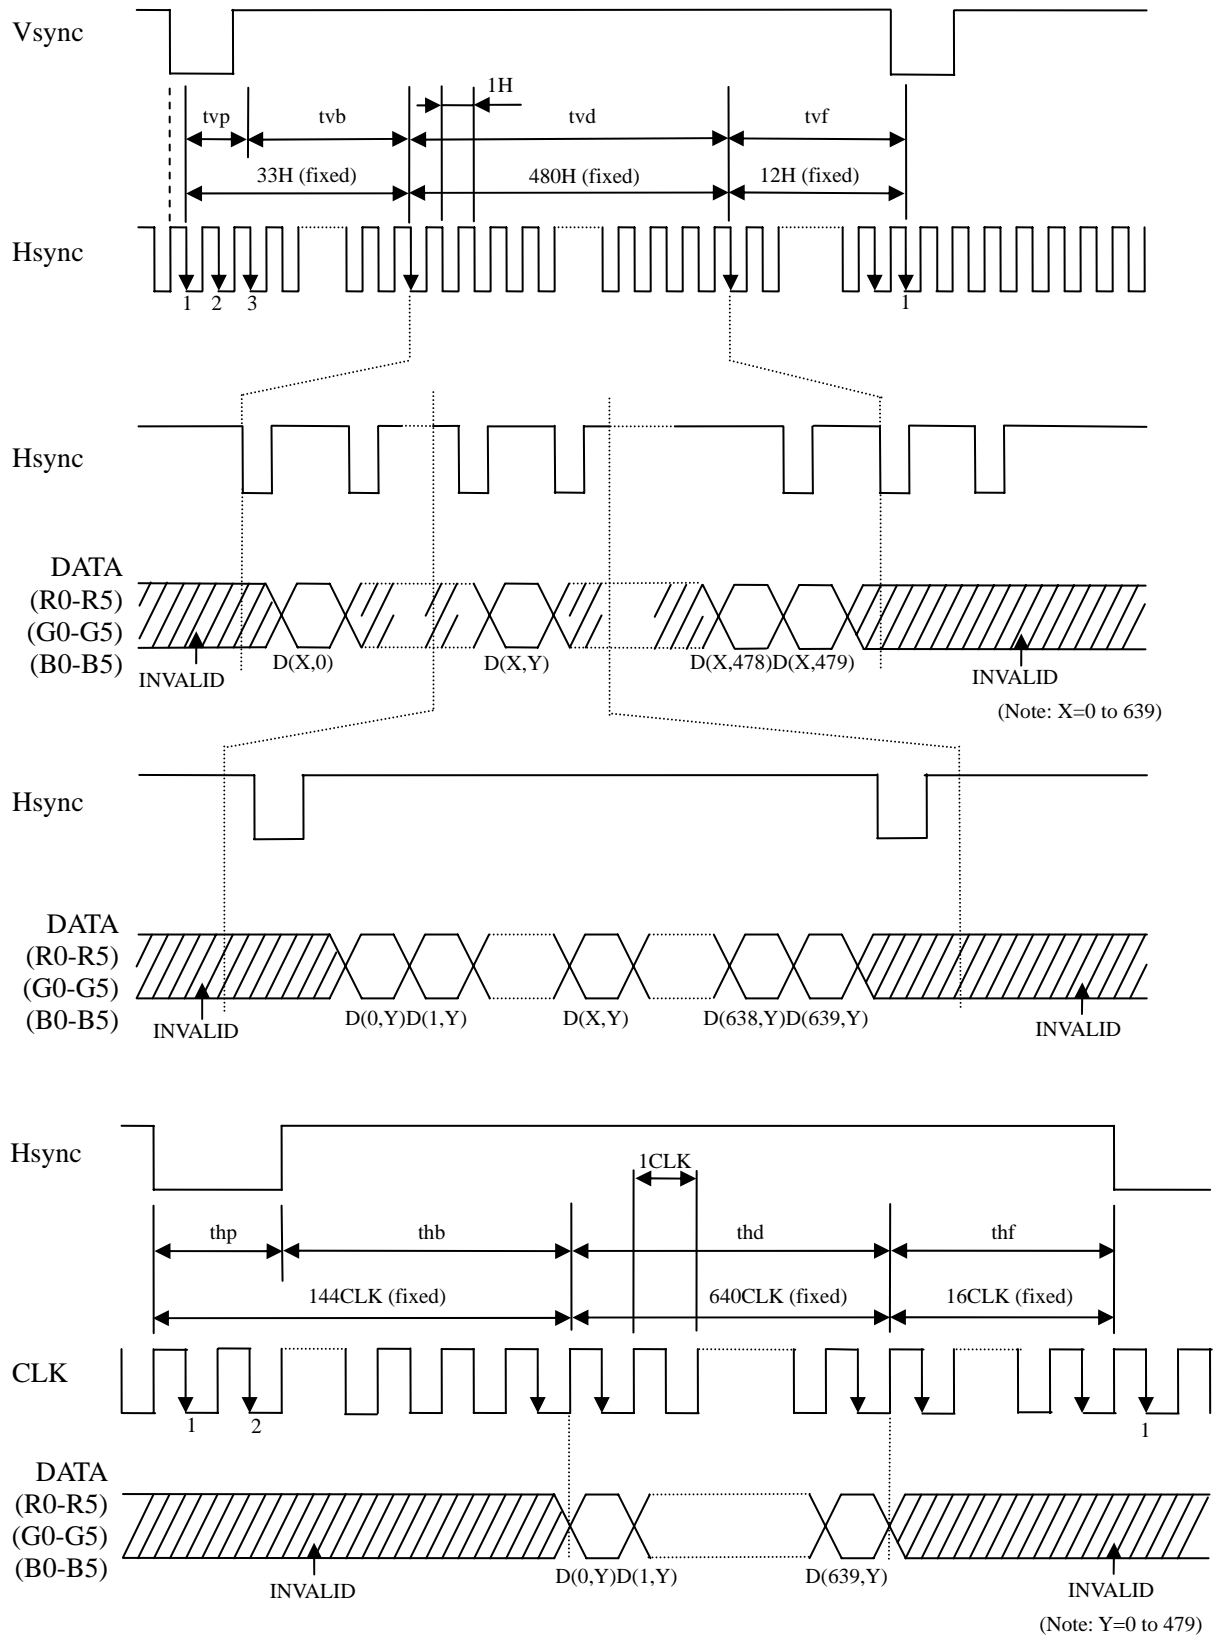 Vsync
1H
tvp tvb tvd tvf
33H (fixed) 480H (fixed) 12H (fixed)
Hsync
1 2 3 1
Hsync
DATA
(R0-R5)
(G0-G5)
(B0-B5)
D(X,0) D(X,Y) D(X,478)D(X,479)
INVALID INVALID
(Note: X=0 to 639)
Hsync
DATA
(R0-R5)
(G0-G5)
(B0-B5)
D(0,Y)D(1,Y) D(X,Y) D(638,Y)D(639,Y)
INVALID INVALID
Hsync
1CLK
thp thb thd thf
144CLK (fixed) 640CLK (fixed) 16CLK (fixed)
CLK
1 2 1
DATA
(R0-R5)
(G0-G5)
(B0-B5)
D(0,Y)D(1,Y) D(639,Y)
INVALID INVALID
(Note: Y=0 to 479)